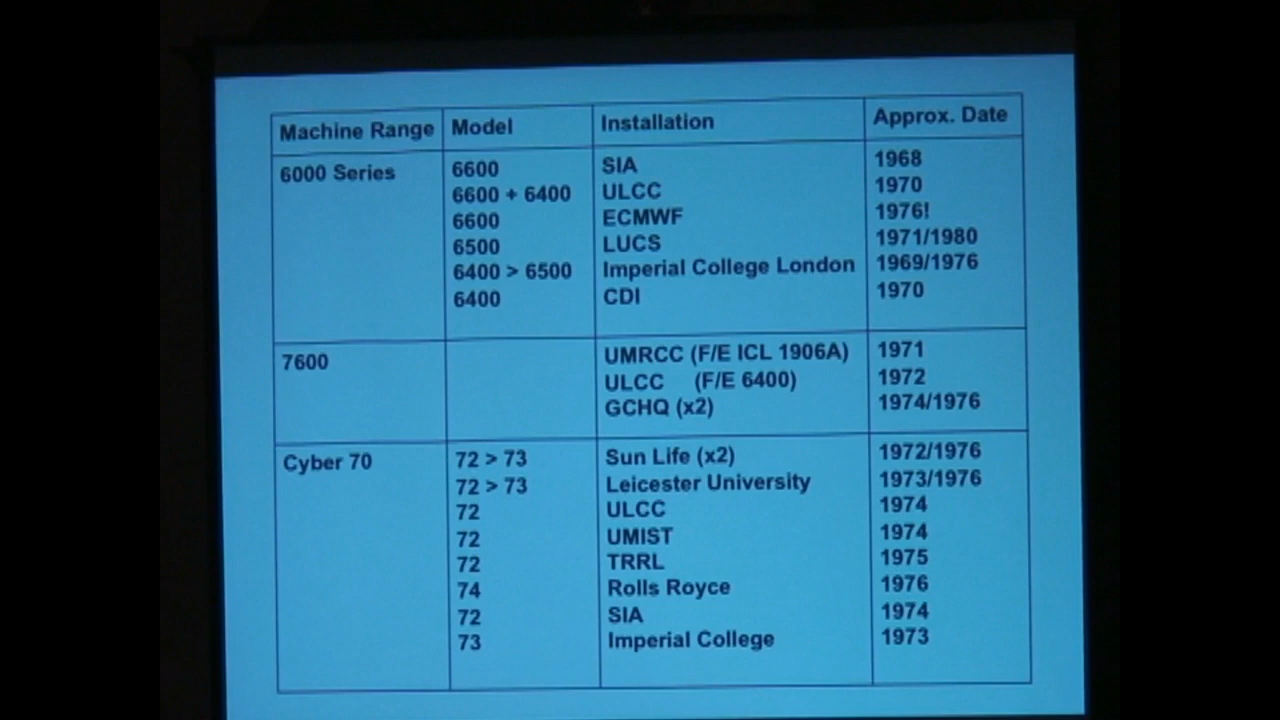 Machine Range Model Installation Approx. Date
6000 Series 6600 SIA 1968
6600 + 6400 ULCC 1970
6600 ECMWF 1976!
6500 LUCS 1971/1980
6400 > 6500 Imperial College London 1969/1976
6400 CDI 1970
7600 UMRCC (F/E ICL 1906A) 1971
ULCC (F/E 6400) 1972
GCHQ (x2) 1974/1976
Cyber 70 72 > 73 Sun Life (x2) 1972/1976
72 > 73 Leicester University 1973/1976
72 ULCC 1974
72 UMIST 1974
72 TRRL 1975
74 Rolls Royce 1976
72 SIA 1974
73 Imperial College 1973